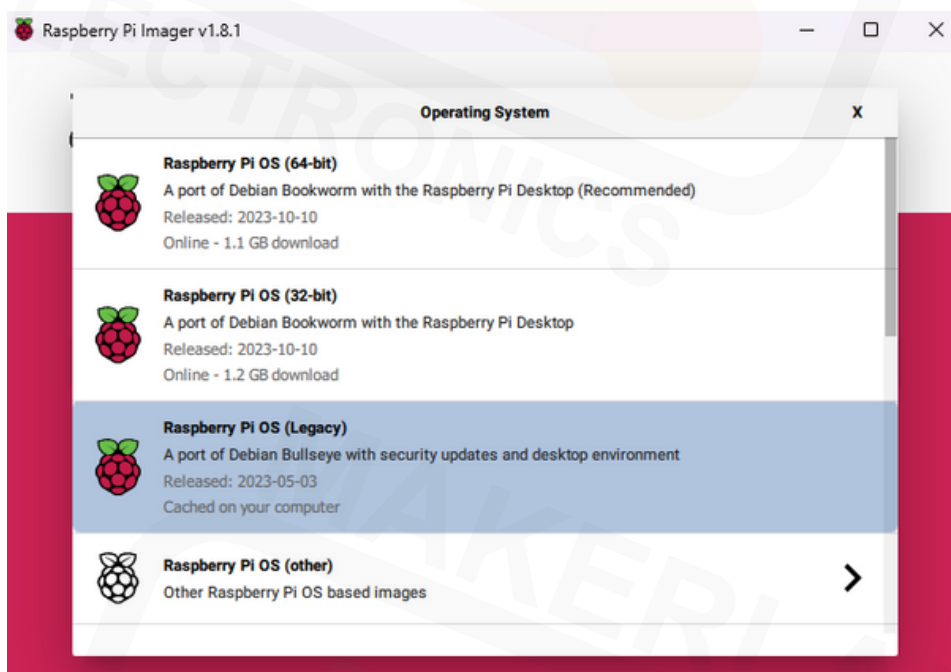 Raspberry Pi Imager v1.8.1
Operating System
X
Raspberry Pi OS (64-bit)
A port of Debian Bookworm with the Raspberry Pi Desktop (Recommended)
Released: 2023-10-10
Online - 1.1 GB download
Raspberry Pi OS (32-bit)
A port of Debian Bookworm with the Raspberry Pi Desktop
Released: 2023-10-10
Online - 1.2 GB download
Raspberry Pi OS (Legacy)
A port of Debian Bullseye with security updates and desktop environment
Released: 2023-05-03
Cached on your computer
Raspberry Pi OS (other)
Other Raspberry Pi OS based images